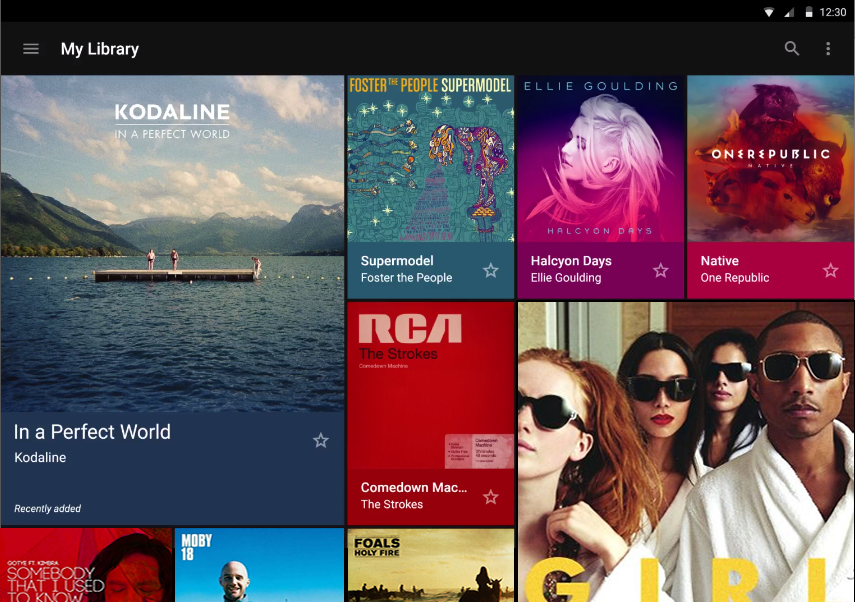 12:30
My Library
KODALINE
IN A PERFECT WORLD
In a Perfect World
Kodaline
Recently added
FOSTER THE PEOPLE SUPERMODEL
Supermodel
Foster the People
ELLIE GOULDING
HALCYON DAYS
Halcyon Days
Ellie Goulding
ONEREPUBLIC
NATIVE
Native
One Republic
RCA
The Strokes
Comedown Machine
Comedown
Machine
Comedown Mac...
The Strokes
GIRL
GOTYE FT. KIMBRA
SOMEBODY
THAT I USED
TO KNOW
MOBY
18
FOALS
HOLY FIRE